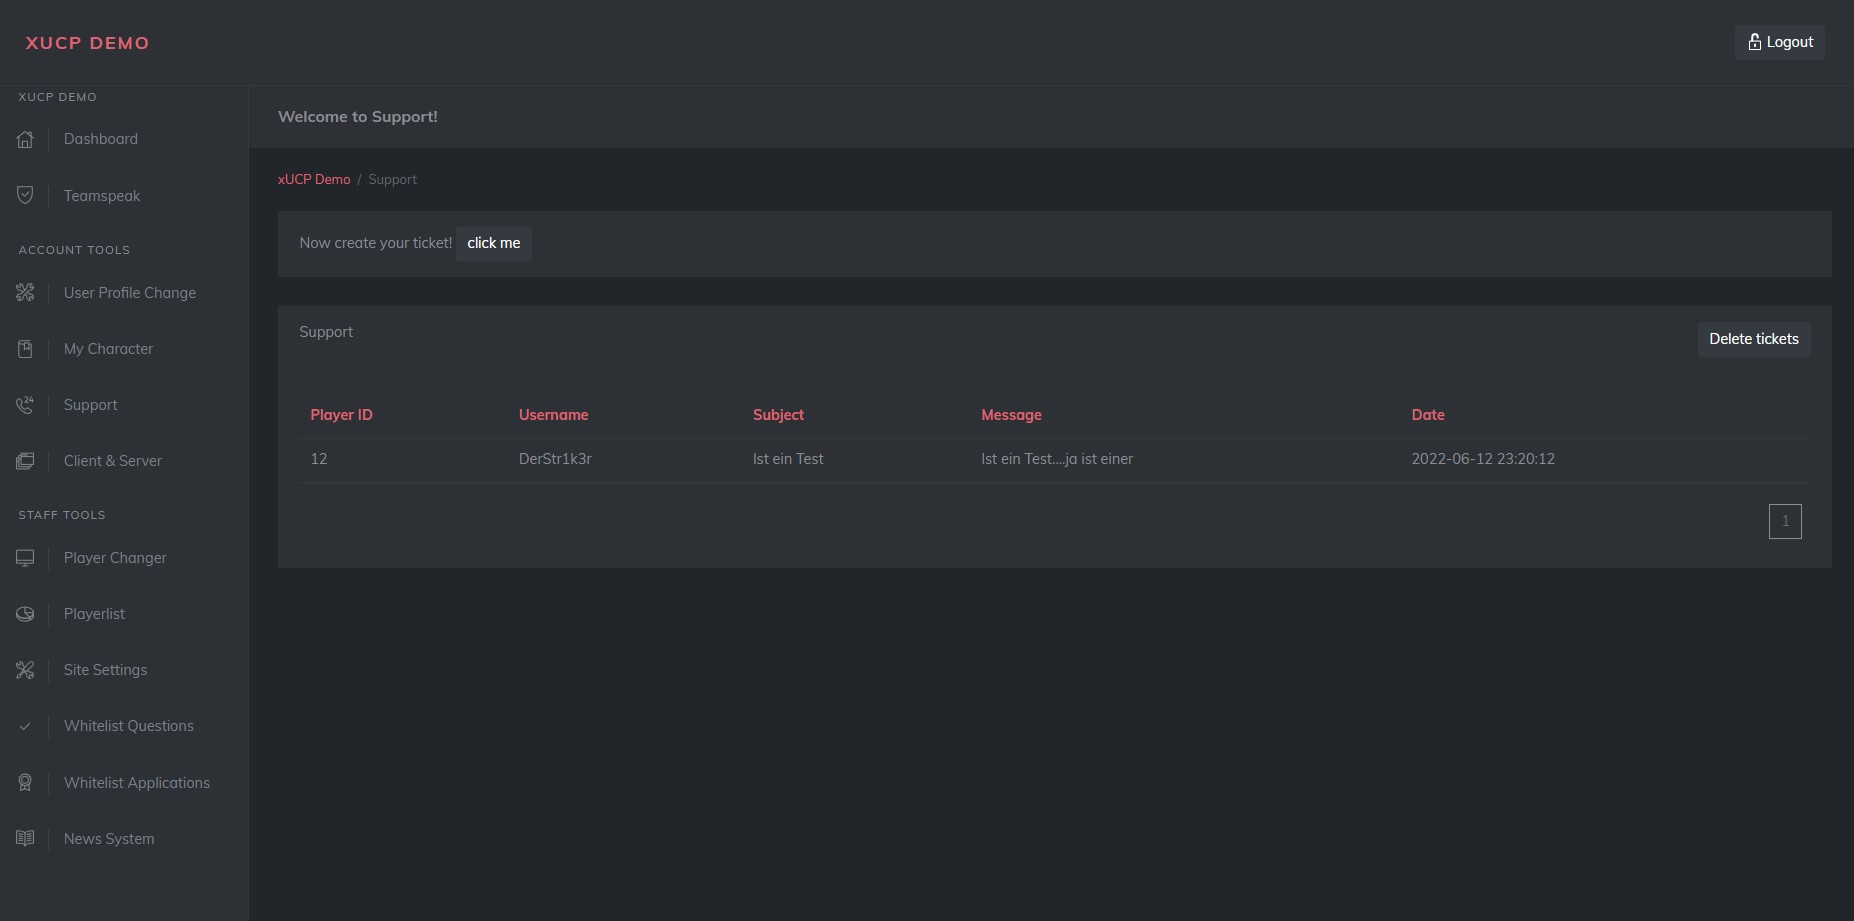 XUCP DEMO
Logout
XUCP DEMO
Dashboard
Teamspeak
ACCOUNT TOOLS
User Profile Change
My Character
24
Support
Client & Server
STAFF TOOLS
Player Changer
Playerlist
Site Settings
Whitelist Questions
Whitelist Applications
News System
Welcome to Support!
xUCP Demo / Support
Now create your ticket! click me
Support
Delete tickets
Player ID Username Subject Message Date
12 DerStr1k3r Ist ein Test Ist ein Test....ja ist einer 2022-06-12 23:20:12
1